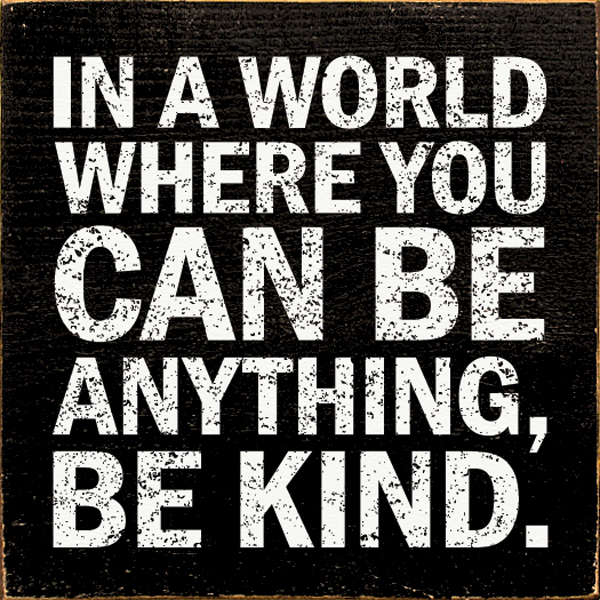 IN A WORLD
WHERE YOU
CAN BE
ANYTHING,
BE KIND.